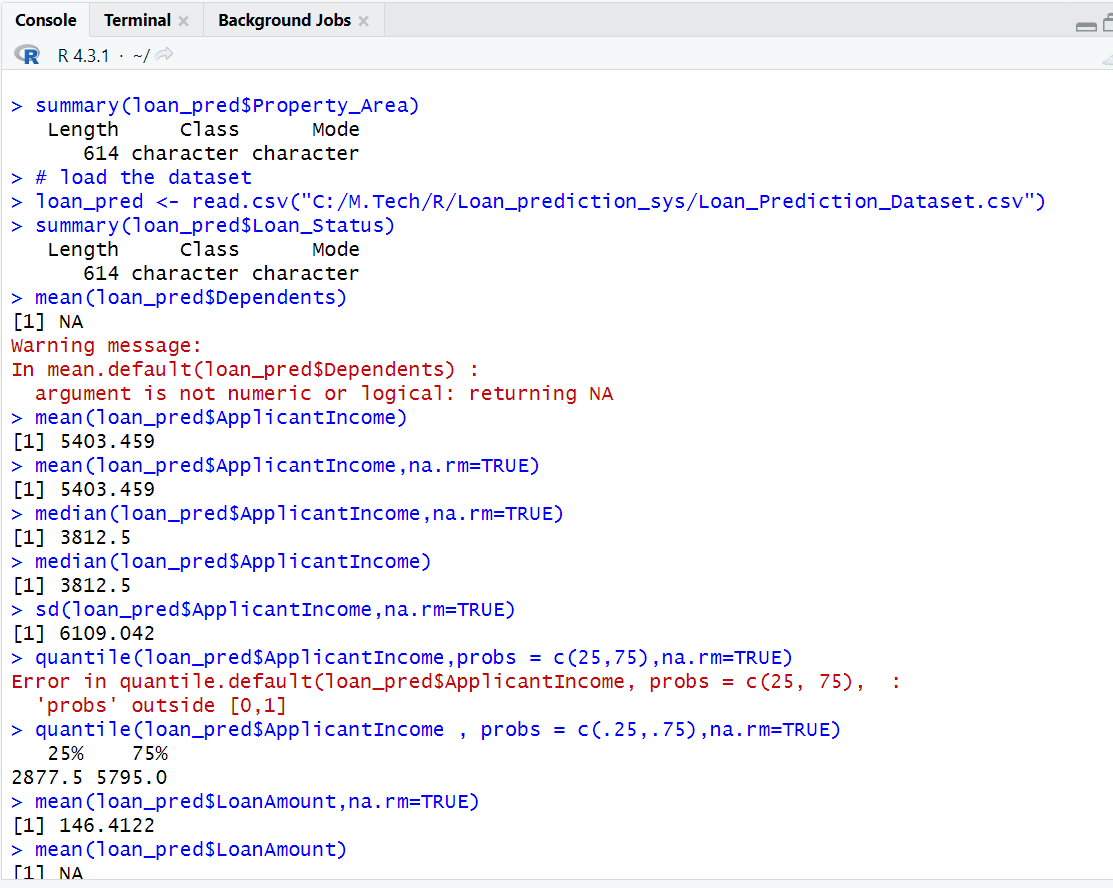 Console Terminal Background Jobs
R R 4.3.1 · ~/
> summary(loan_pred$Property_Area)
   Length     Class      Mode
      614 character character
> # load the dataset
> loan_pred <- read.csv("C:/M.Tech/R/Loan_prediction_sys/Loan_Prediction_Dataset.csv")
> summary(loan_pred$Loan_Status)
   Length     Class      Mode
      614 character character
> mean(loan_pred$Dependents)
[1] NA
Warning message:
In mean.default(loan_pred$Dependents) :
  argument is not numeric or logical: returning NA
> mean(loan_pred$ApplicantIncome)
[1] 5403.459
> mean(loan_pred$ApplicantIncome,na.rm=TRUE)
[1] 5403.459
> median(loan_pred$ApplicantIncome,na.rm=TRUE)
[1] 3812.5
> median(loan_pred$ApplicantIncome)
[1] 3812.5
> sd(loan_pred$ApplicantIncome,na.rm=TRUE)
[1] 6109.042
> quantile(loan_pred$ApplicantIncome,probs = c(25,75),na.rm=TRUE)
Error in quantile.default(loan_pred$ApplicantIncome, probs = c(25, 75),  :
  'probs' outside [0,1]
> quantile(loan_pred$ApplicantIncome , probs = c(.25,.75),na.rm=TRUE)
   25%    75%
2877.5 5795.0
> mean(loan_pred$LoanAmount,na.rm=TRUE)
[1] 146.4122
> mean(loan_pred$LoanAmount)
[1] NA